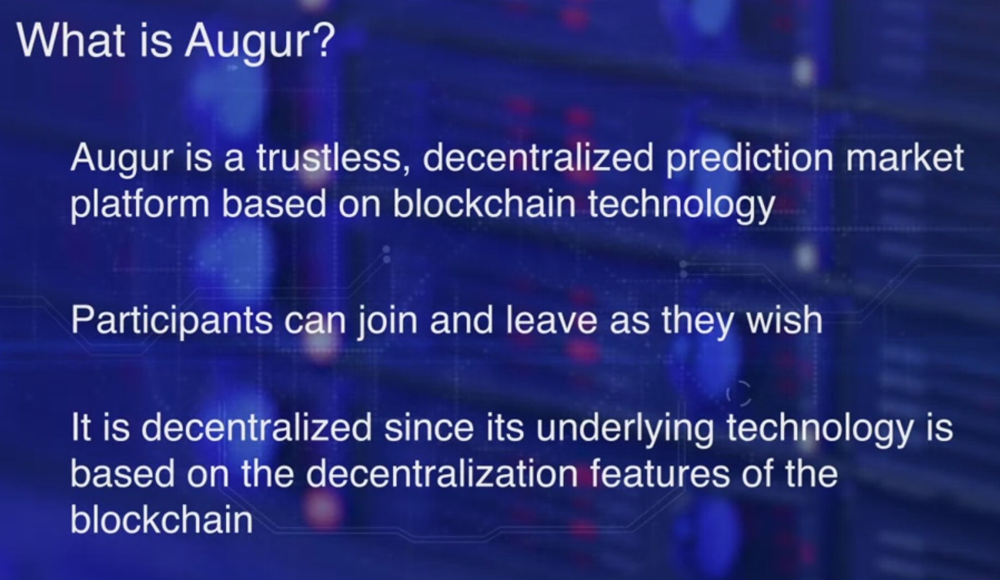 What is Augur?
Augur is a trustless, decentralized prediction market
platform based on blockchain technology
Participants can join and leave as they wish
It is decentralized since its underlying technology is
based on the decentralization features of the
blockchain